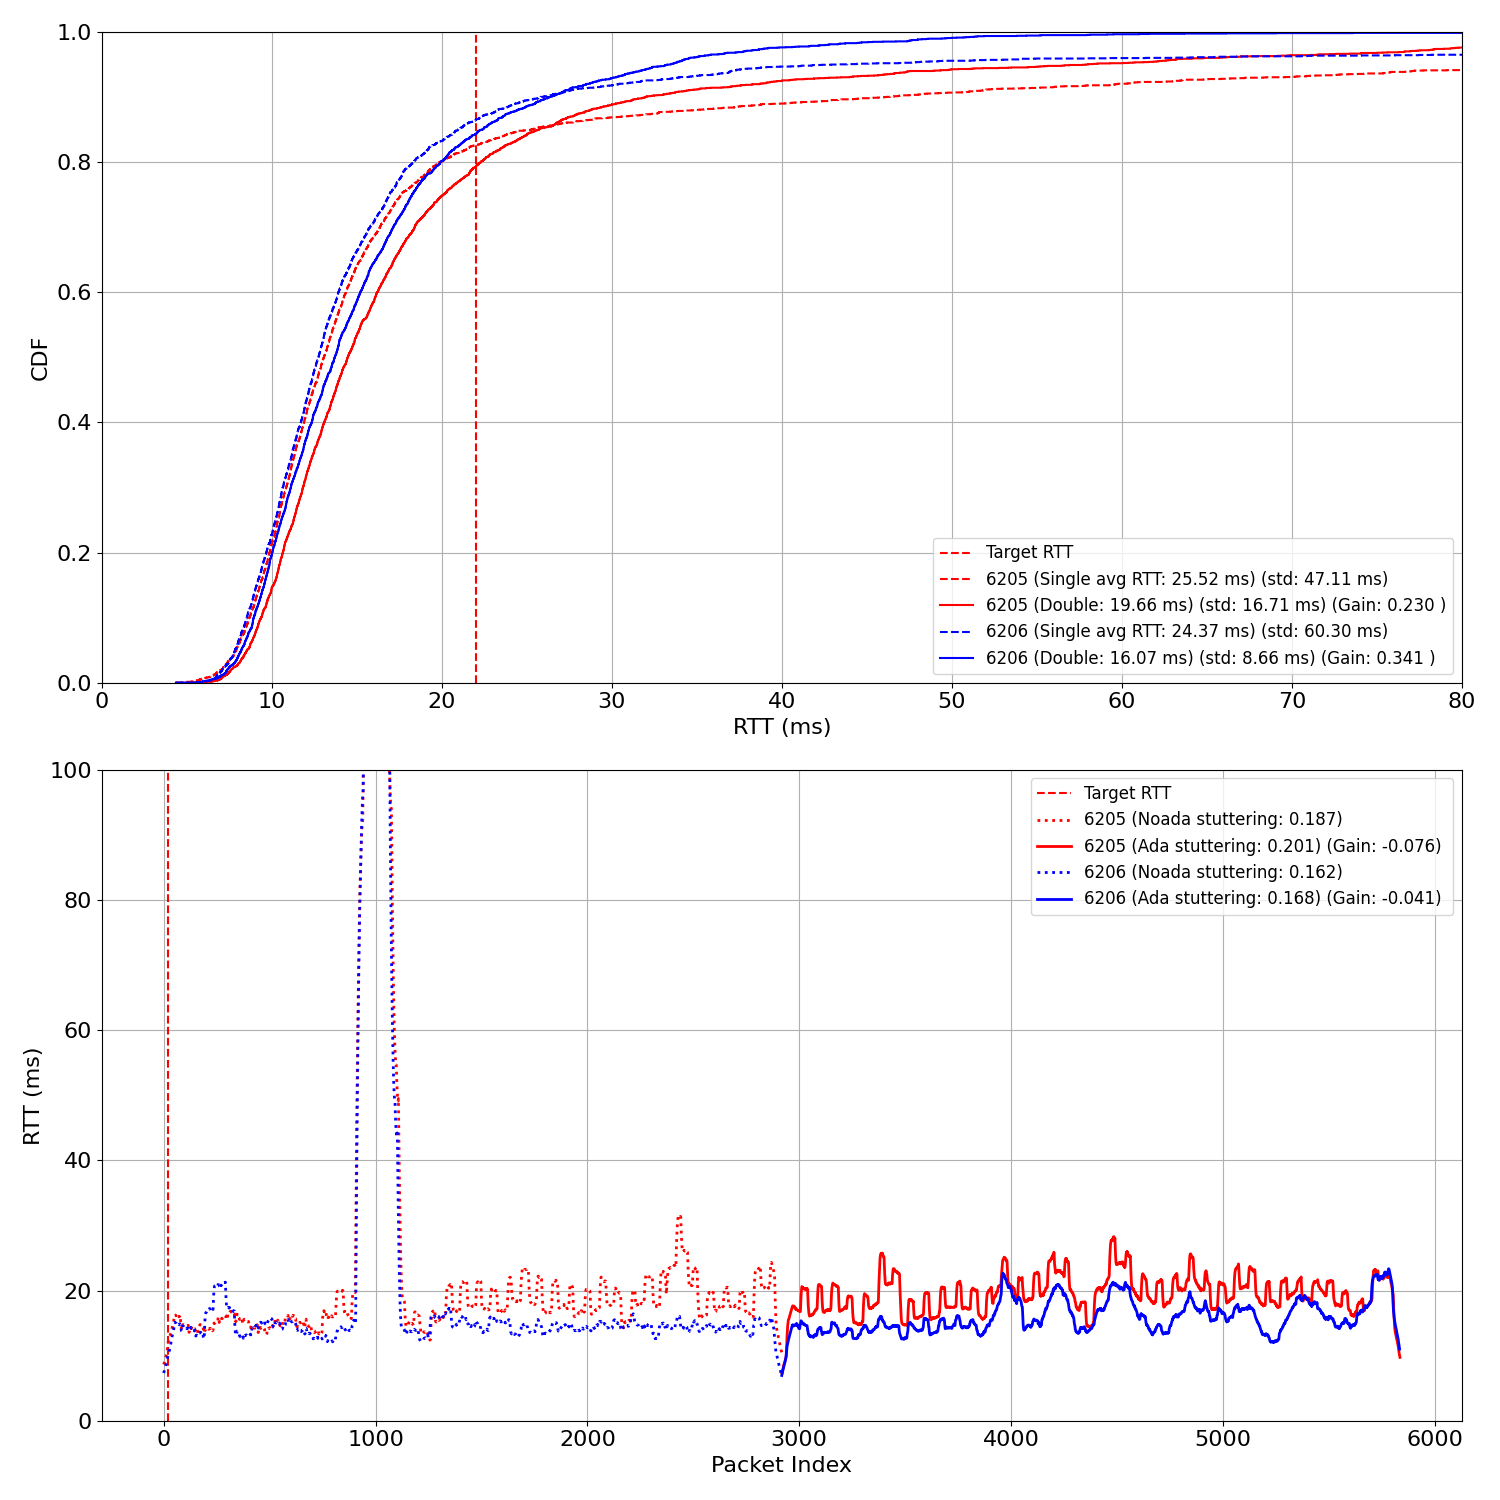 1.0
0.8
0.6
0.4
0.2
0.0
CDF
0 10 20 30 40 50 60 70 80
RTT (ms)
Target RTT
6205 (Single avg RTT: 25.52 ms) (std: 47.11 ms)
6205 (Double: 19.66 ms) (std: 16.71 ms) (Gain: 0.230 )
6206 (Single avg RTT: 24.37 ms) (std: 60.30 ms)
6206 (Double: 16.07 ms) (std: 8.66 ms) (Gain: 0.341 )
100
80
60
40
20
0
RTT (ms)
0 1000 2000 3000 4000 5000 6000
Packet Index
Target RTT
6205 (Noada stuttering: 0.187)
6205 (Ada stuttering: 0.201) (Gain: -0.076)
6206 (Noada stuttering: 0.162)
6206 (Ada stuttering: 0.168) (Gain: -0.041)